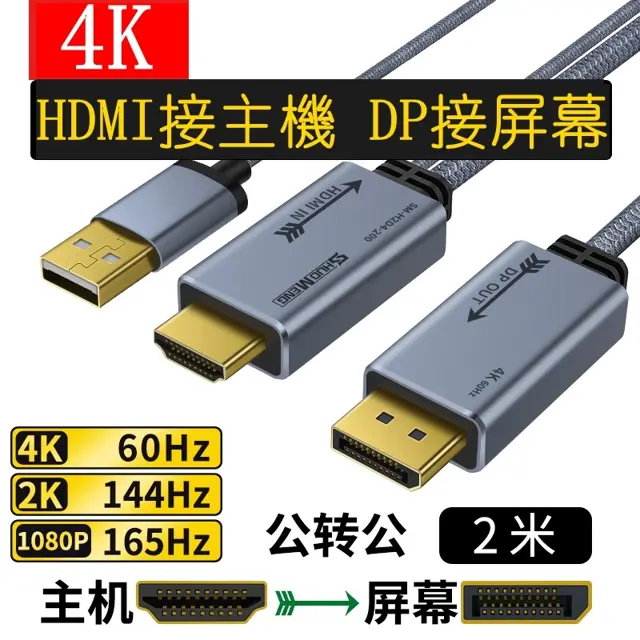 4K
HDMI接主機 DP接屏幕
HDMI IN
SM-H2D4-200
SHUOMENG
DP OUT
4K 60Hz
4K 60Hz
2K 144Hz
1080P 165Hz
公转公
2米
主机
屏幕